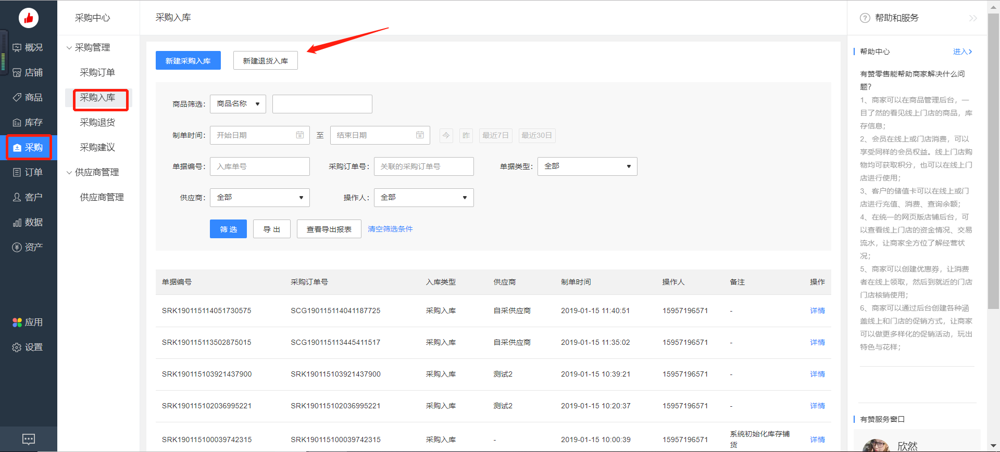 概况
店铺
商品
库存
采购
订单
客户
数据
资产
应用
设置
采购中心
采购管理
采购订单
采购入库
采购退货
采购建议
供应商管理
供应商管理
采购入库
新建采购入库
新建退货入库
商品筛选：
商品名称
制单时间：
开始日期
至
结束日期
今
昨
最近7日
最近30日
单据编号：
入库单号
采购订单号：
关联的采购订单号
单据类型：
全部
供应商：
全部
操作人：
全部
筛 选
导 出
查看导出报表
清空筛选条件
单据编号 采购订单号 入库类型 供应商 制单时间 操作人 备注 操作
SRK190115114051730575 SCG190115114041187725 采购入库 自采供应商 2019-01-15 11:40:51 15957196571 - 详情
SRK190115113502875015 SCG190115113445411517 采购入库 自采供应商 2019-01-15 11:35:02 15957196571 - 详情
SRK190115103921437900 SRK190115103921437900 采购入库 测试2 2019-01-15 10:39:21 15957196571 - 详情
SRK190115102036995221 SRK190115102036995221 采购入库 测试2 2019-01-15 10:20:37 15957196571 - 详情
SRK190115100039742315 SRK190115100039742315 采购入库 - 2019-01-15 10:00:39 15957196571 系统初始化库存铺货 详情
帮助和服务
帮助中心
进入
有赞零售能帮助商家解决什么问
题？
1、商家可以在商品管理后台，一
目了然的看见线上门店的商品，库
存信息；
2、会员在线上或门店消费，可以
享受同样的会员权益。线上门店购
物均可获取积分，也可以在线上门
店进行使用；
3、客户的储值卡可以在线上或门
店进行充值、消费、查询余额；
4、在统一的网页版店铺后台，可
以查看线上门店的资金情况、交易
流水，让商家全方位了解经营状
况；
5、商家可以创建优惠券，让消费
者在线上领取，然后到就近的门店
门店核销使用；
6、商家可以通过后台创建各种涵
盖线上和门店的促销方式，让商家
可以做更多样化的促销活动，玩出
特色与花样；
有赞服务窗口
欣然